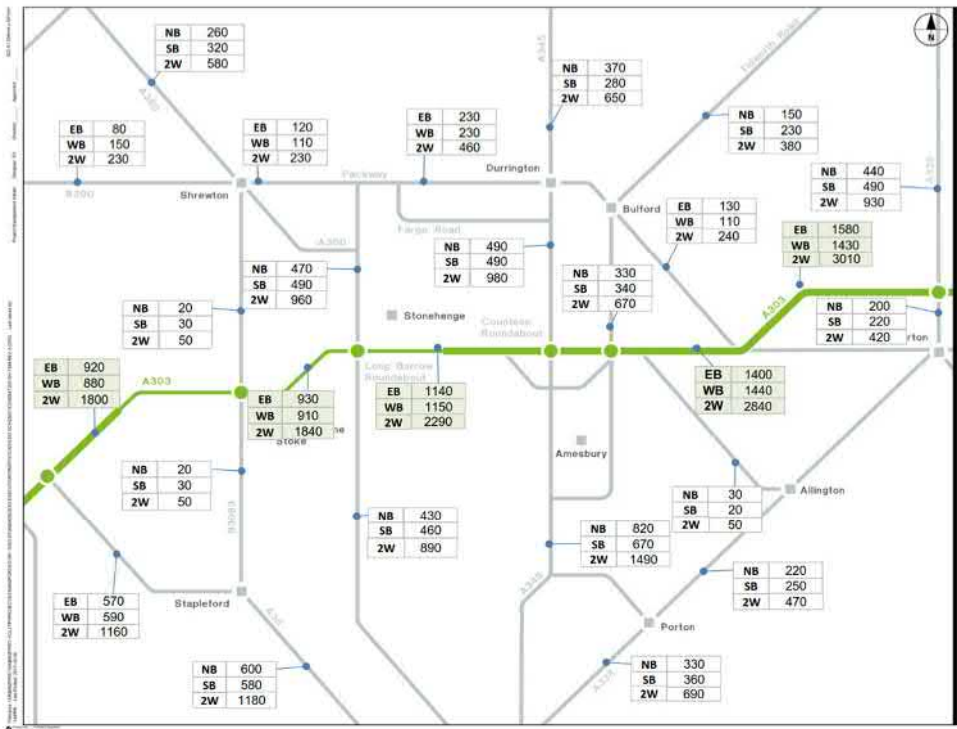 NB 260
SB 320
2W 580
A345
Tidworth Road
N
A360
NB 370
SB 280
2W 650
EB 80
WB 150
2W 230
EB 120
WB 110
2W 230
EB 230
WB 230
2W 460
NB 150
SB 230
2W 380
A338
Packway
Durrington
NB 440
SB 490
2W 930
Shrewton
Bulford
EB 130
WB 110
2W 240
Fargo Road
EB 1580
WB 1430
2W 3010
A360
NB 490
SB 490
2W 980
NB 470
SB 490
2W 960
NB 330
SB 340
2W 670
NB 20
SB 30
2W 50
A303
NB 200
SB 220
2W 420
Stonehenge
Countess
Roundabout
rton
EB 920
WB 880
2W 1800
A303
Long Barrow
Roundabout
EB 1400
WB 1440
2W 2840
EB 930
WB 910
2W 1840
EB 1140
WB 1150
2W 2290
Stoke
Amesbury
NB 20
SB 30
2W 50
NB 30
SB 20
2W 50
Allington
B3083
NB 430
SB 460
2W 890
NB 820
SB 670
2W 1490
NB 220
SB 250
2W 470
A345
EB 570
WB 590
2W 1160
Stapleford
A36
Porton
NB 600
SB 580
2W 1180
A338
NB 330
SB 360
2W 690